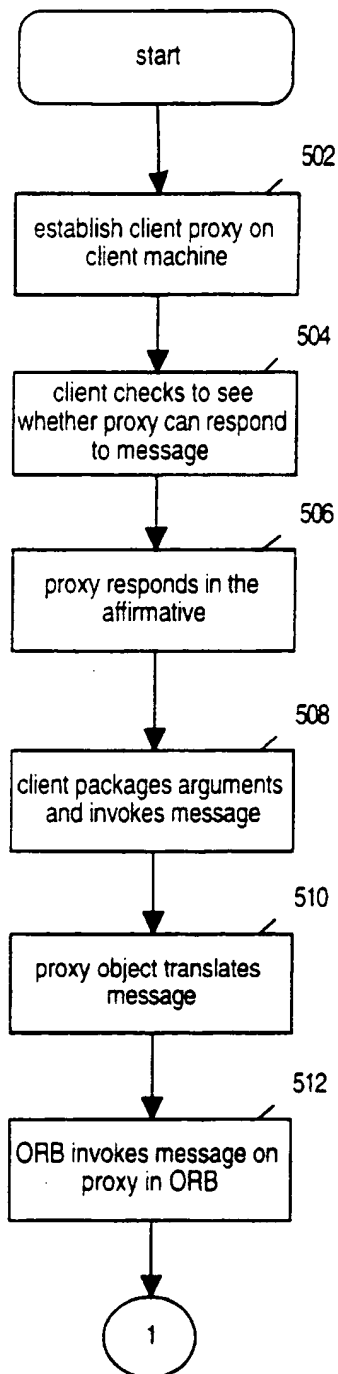 start
502
establish client proxy on
client machine
504
client checks to see
whether proxy can respond
to message
506
proxy responds in the
affirmative
508
client packages arguments
and invokes message
510
proxy object translates
message
512
ORB invokes message on
proxy in ORB
1